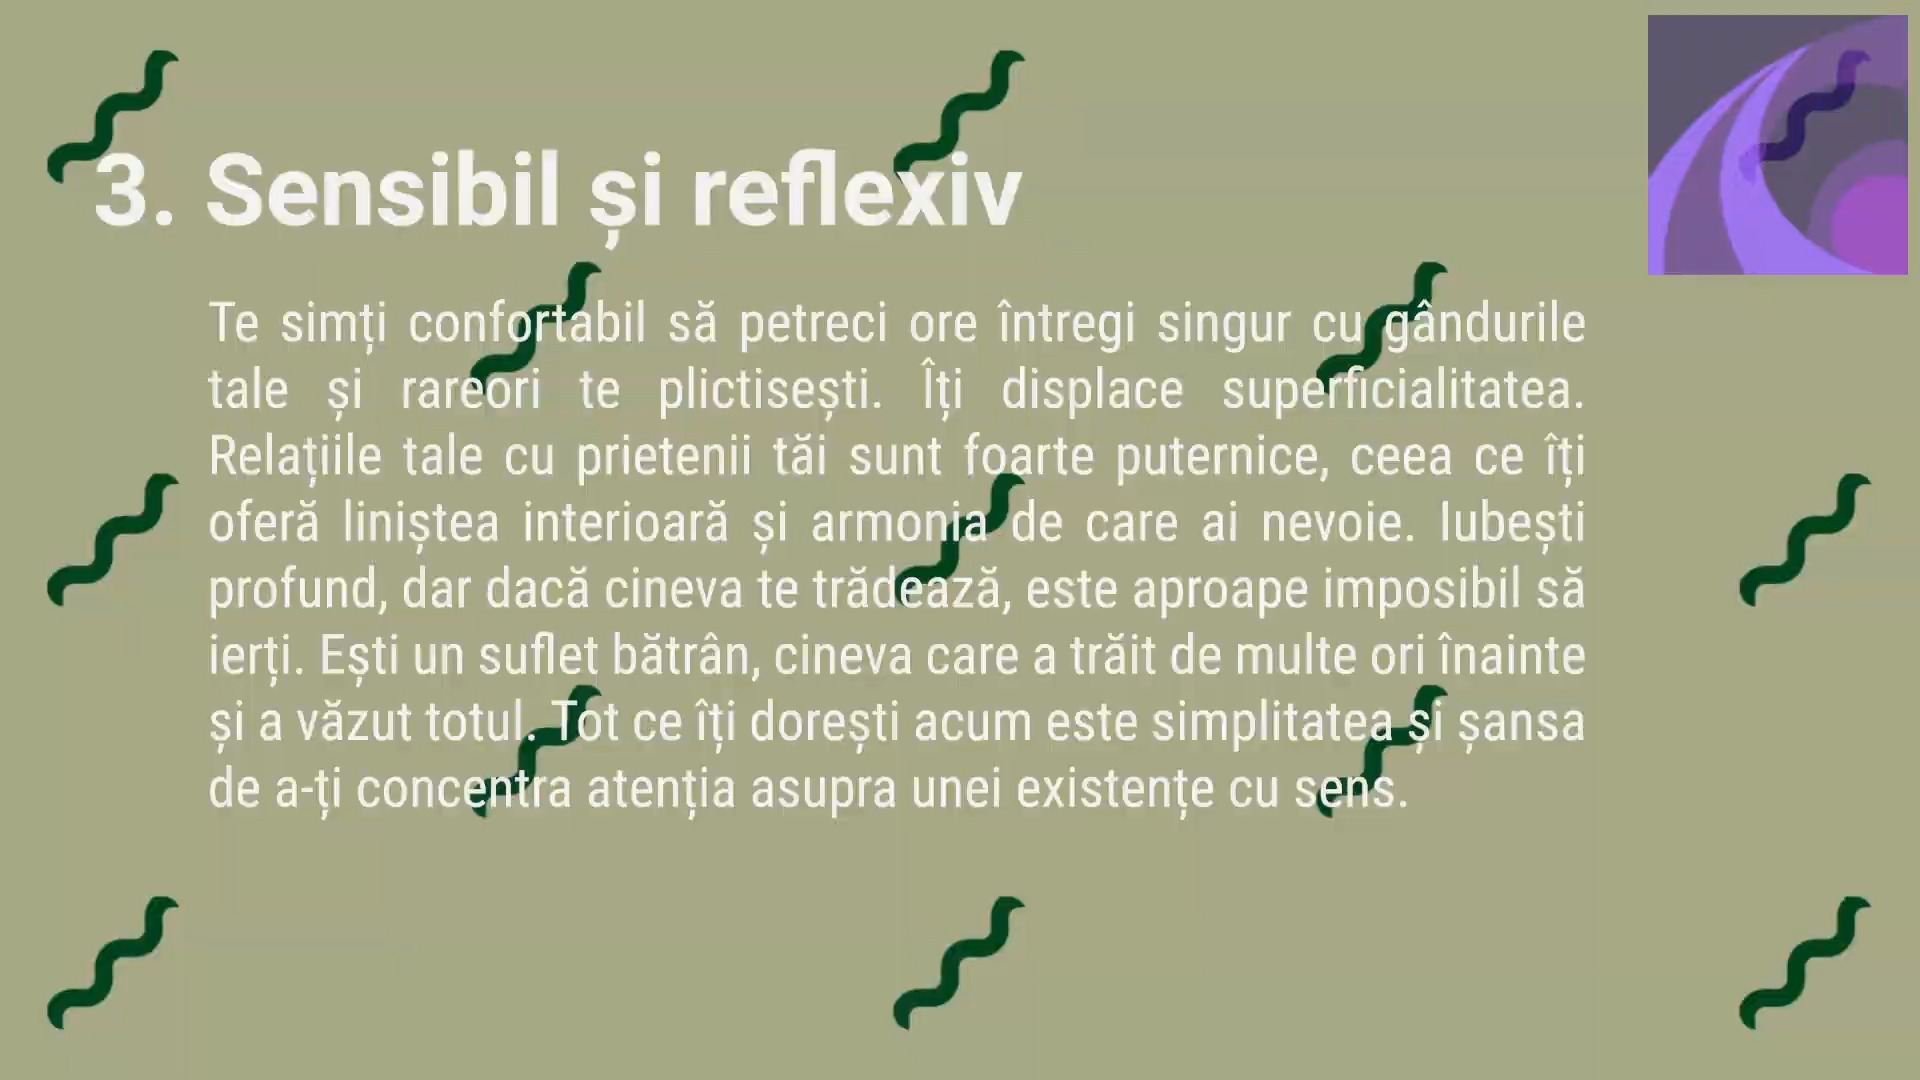 3. Sensibil și reflexiv
Te simți confortabil să petreci ore întregi singur cu gândurile
tale și rareori te plictisești. Îți displace superficialitatea.
Relațiile tale cu prietenii tăi sunt foarte puternice, ceea ce îți
oferă liniștea interioară și armonia de care ai nevoie. Iubești
profund, dar dacă cineva te trădează, este aproape imposibil să
ierți. Ești un suflet bătrân, cineva care a trăit de multe ori înainte
și a văzut totul. Tot ce îți dorești acum este simplitatea și șansa
de a-ți concentra atenția asupra unei existențe cu sens.